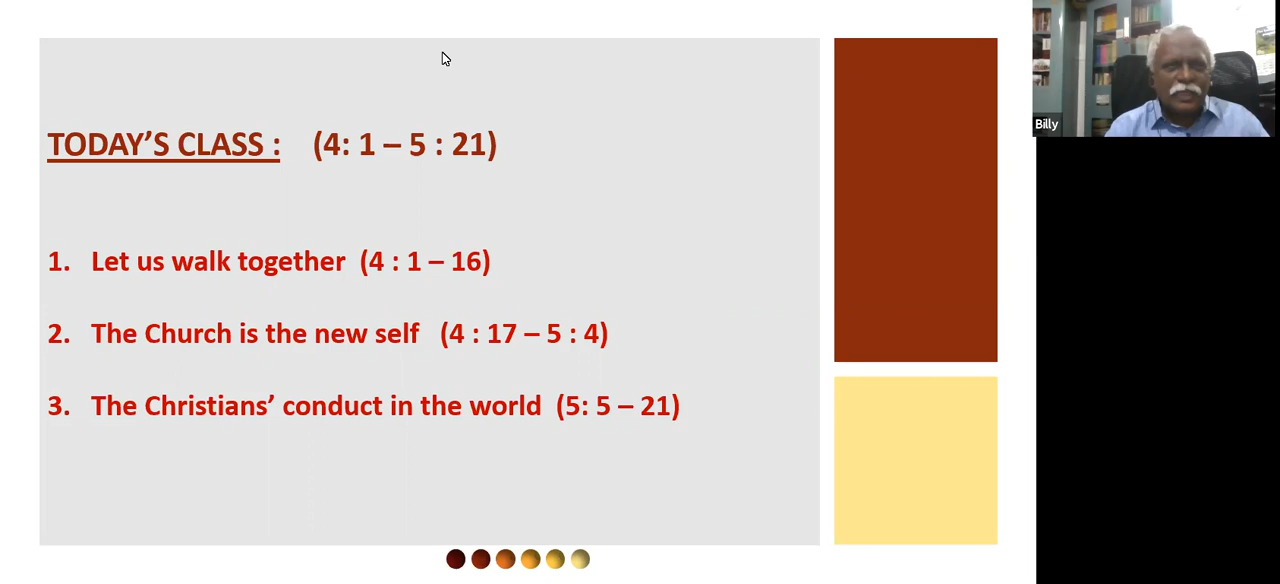 TODAY’S CLASS : (4: 1 – 5 : 21)
1. Let us walk together (4 : 1 – 16)
2. The Church is the new self (4 : 17 – 5 : 4)
3. The Christians’ conduct in the world (5: 5 – 21)
Billy